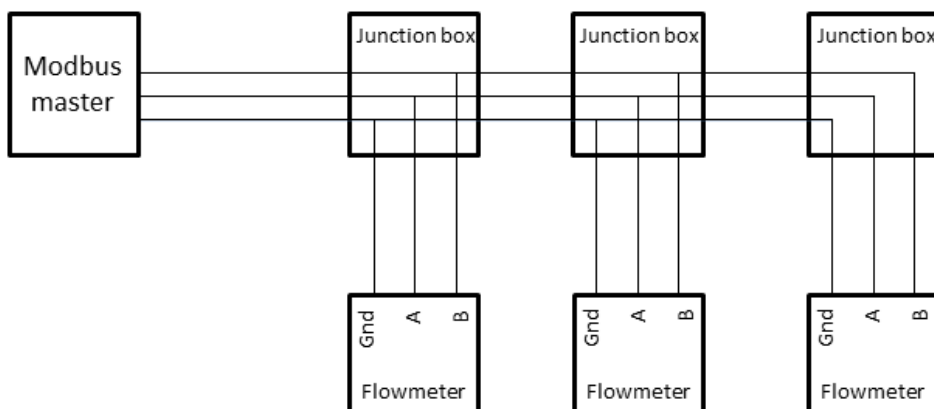 Modbus
master
Junction box
Junction box
Junction box
Gnd
A
B
Flowmeter
Gnd
A
B
Flowmeter
Gnd
A
B
Flowmeter